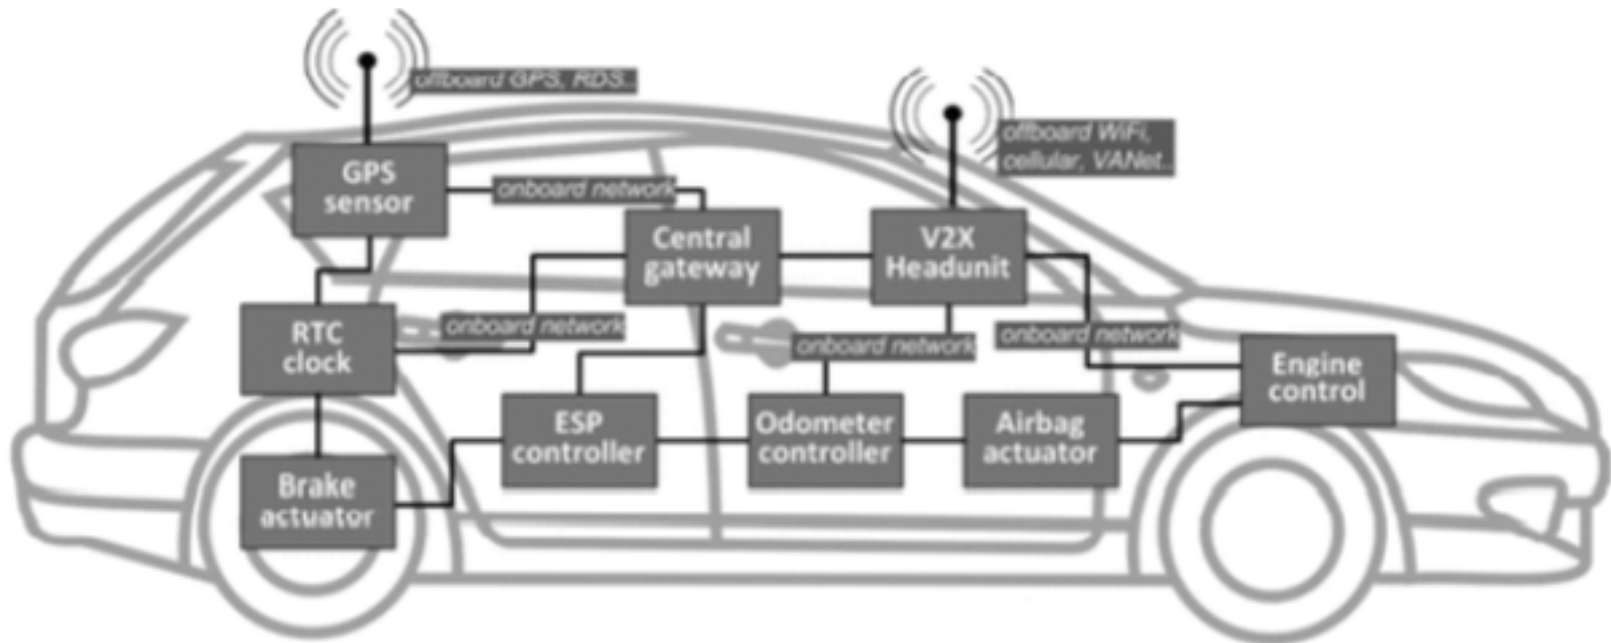 offboard GPS, RDS..
offboard WiFi,
cellular, VANet..
GPS
sensor
onboard network
Central
gateway
V2X
Headunit
RTC
clock
onboard network
onboard network
onboard network
Engine
control
ESP
controller
Odometer
controller
Airbag
actuator
Brake
actuator